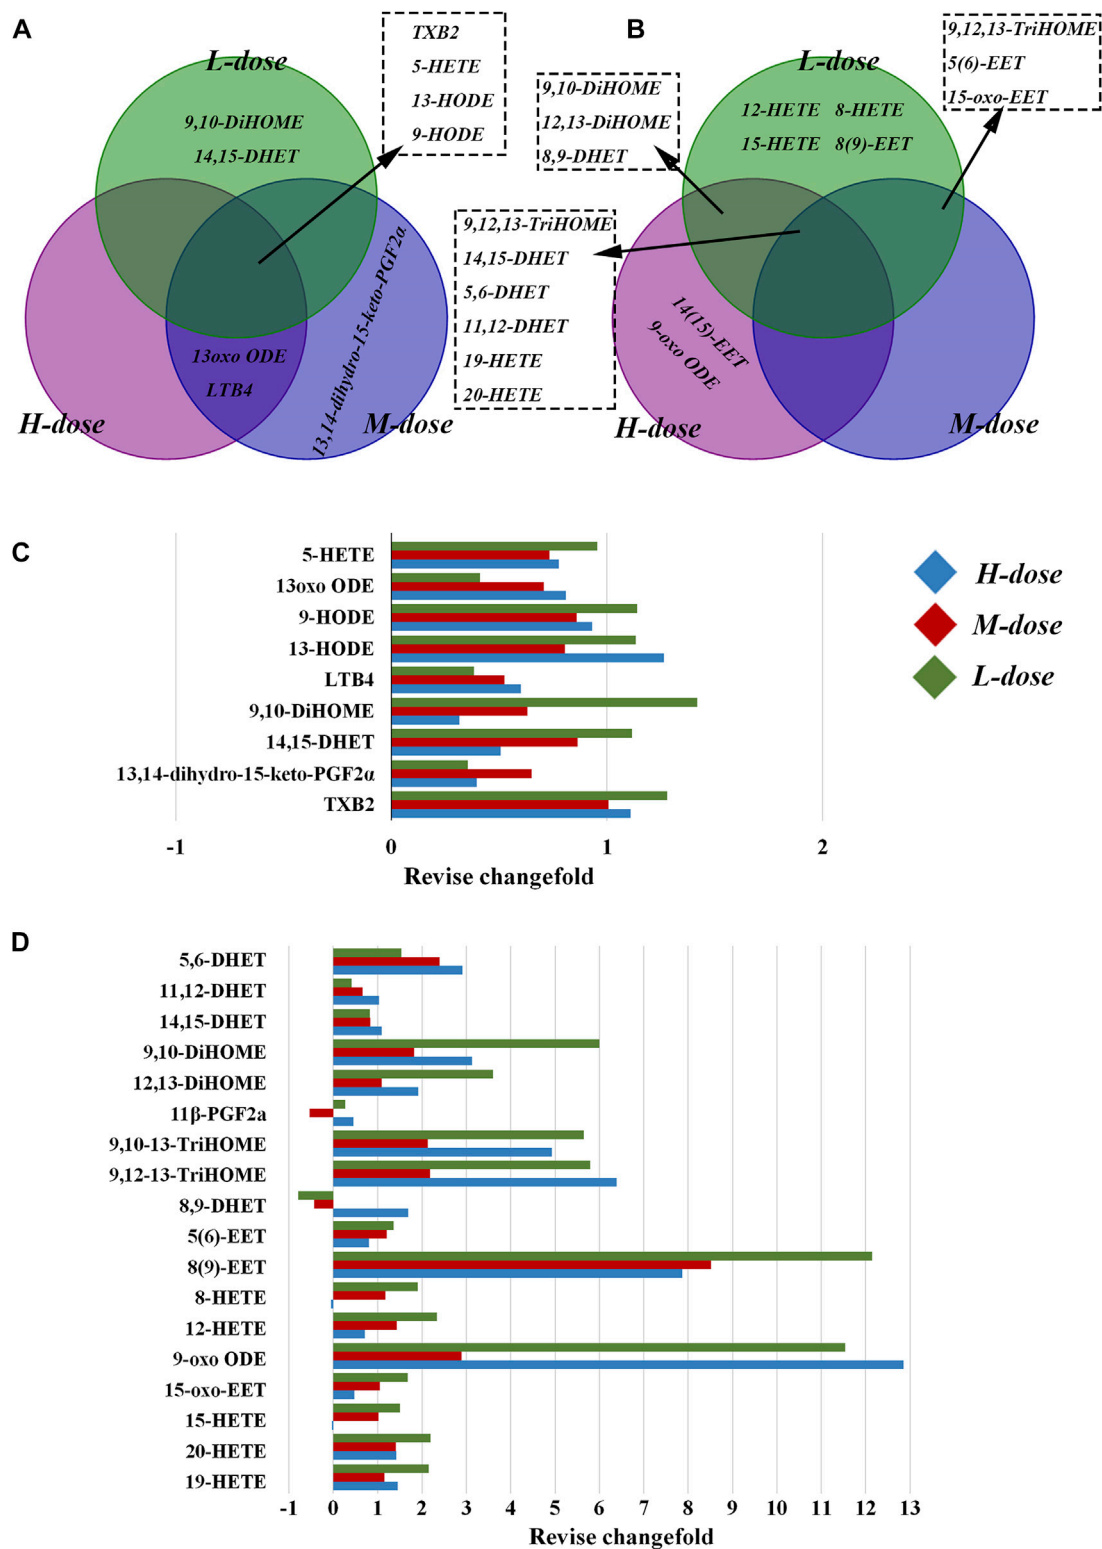 A
L-dose
9,10-DiHOME
14,15-DHET
TXB2
5-HETE
13-HODE
9-HODE
13oxo ODE
LTB4
13,14-dihydro-15-keto-PGF2α
H-dose
M-dose
B
L-dose
12-HETE 8-HETE
15-HETE 8(9)-EET
9,10-DiHOME
12,13-DiHOME
8,9-DHET
9,12,13-TriHOME
5(6)-EET
15-oxo-EET
9,12,13-TriHOME
14,15-DHET
5,6-DHET
11,12-DHET
19-HETE
20-HETE
14(15)-EET
9-oxo ODE
H-dose
M-dose
C
5-HETE
13oxo ODE
9-HODE
13-HODE
LTB4
9,10-DiHOME
14,15-DHET
13,14-dihydro-15-keto-PGF2α
TXB2
-1 0 1 2
Revise changefold
H-dose
M-dose
L-dose
D
5,6-DHET
11,12-DHET
14,15-DHET
9,10-DiHOME
12,13-DiHOME
11β-PGF2a
9,10-13-TriHOME
9,12-13-TriHOME
8,9-DHET
5(6)-EET
8(9)-EET
8-HETE
12-HETE
9-oxo ODE
15-oxo-EET
15-HETE
20-HETE
19-HETE
-1 0 1 2 3 4 5 6 7 8 9 10 11 12 13
Revise changefold